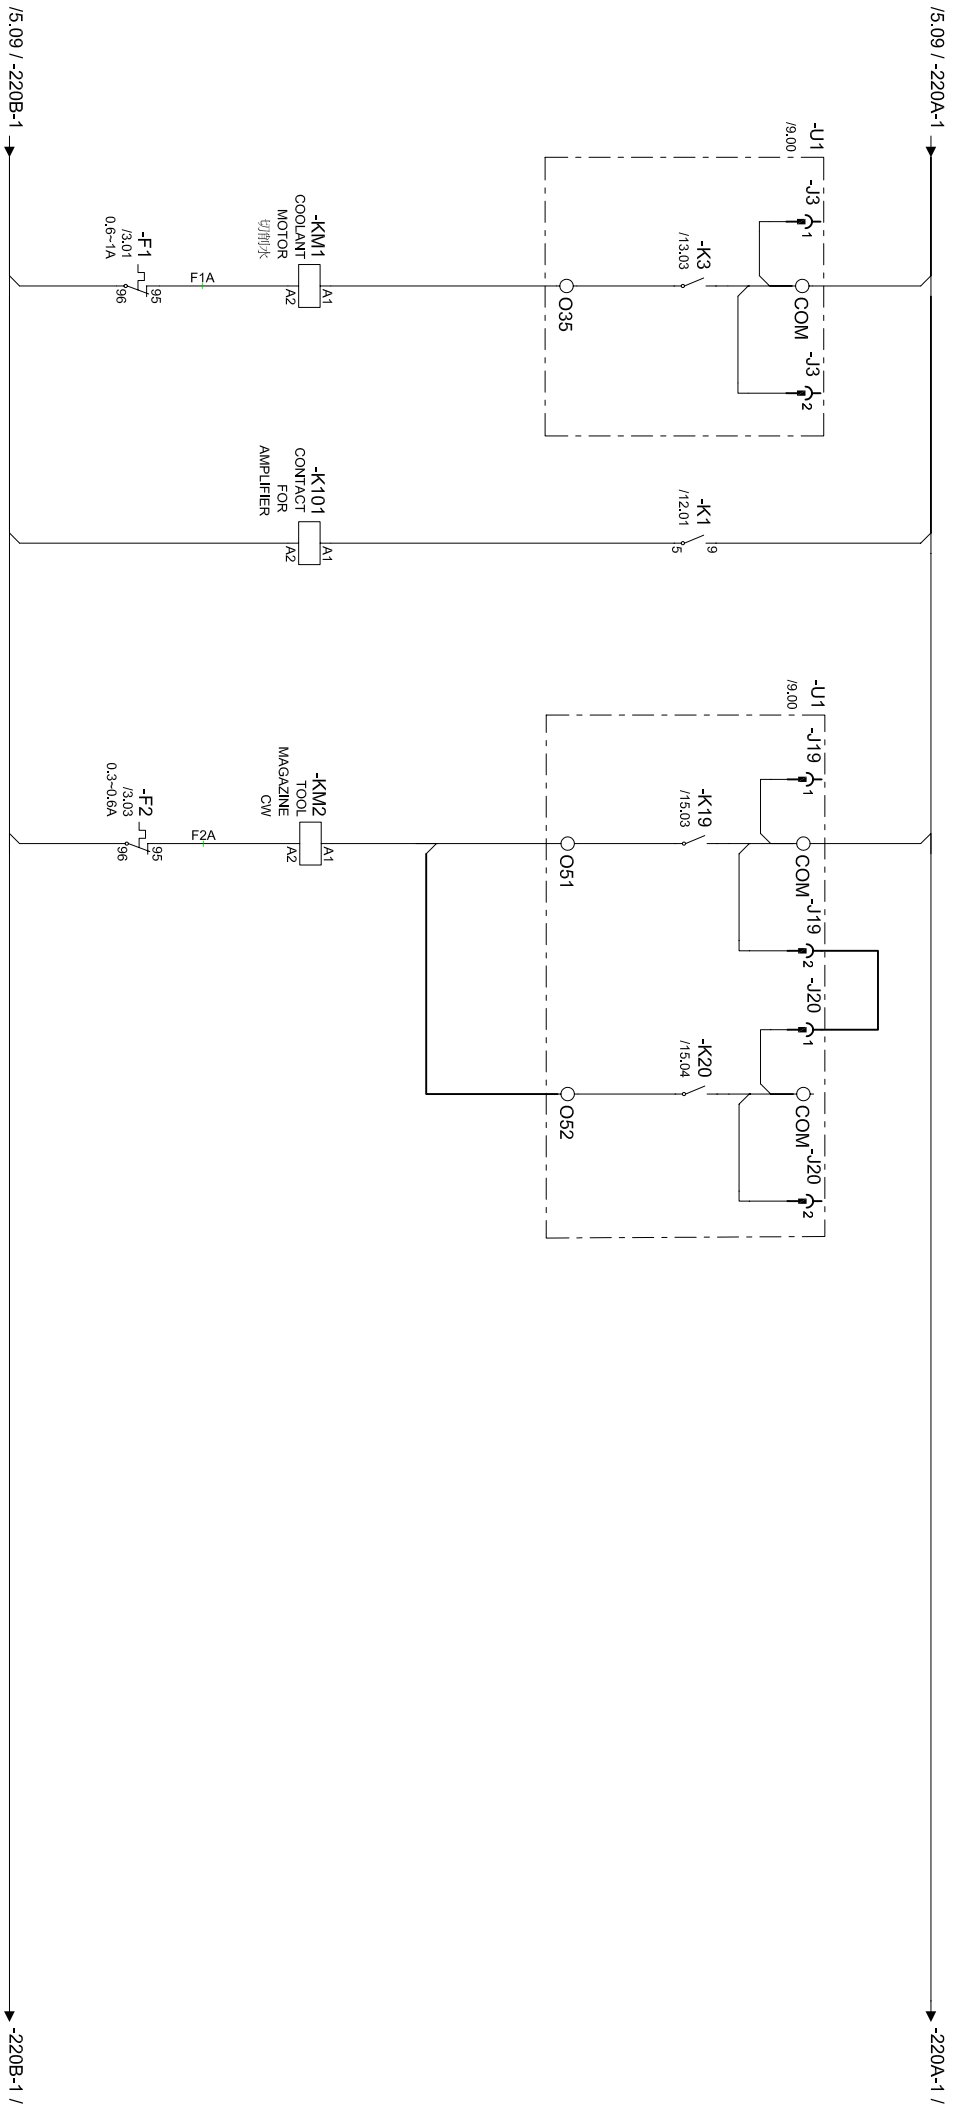 /5.09 / -220A-1
-220A-1 /
-U1
/9.00
-J3
1
COM
-J3
2
-K3
/13.03
O35
-KM1
COOLANT
MOTOR
切削水
A1
A2
F1A
-F1
/3.01
0.6~1A
95
96
-K1
/12.01
9
5
-K101
CONTACT
FOR
AMPLIFIER
A1
A2
-U1
/9.00
-J19
1
COM
-J19
2
-J20
1
COM
-J20
2
-K19
/15.03
-K20
/15.04
O51
O52
-KM2
TOOL
MAGAZINE
CW
A1
A2
F2A
-F2
/3.03
0.3~0.6A
95
96
/5.09 / -220B-1
-220B-1 /